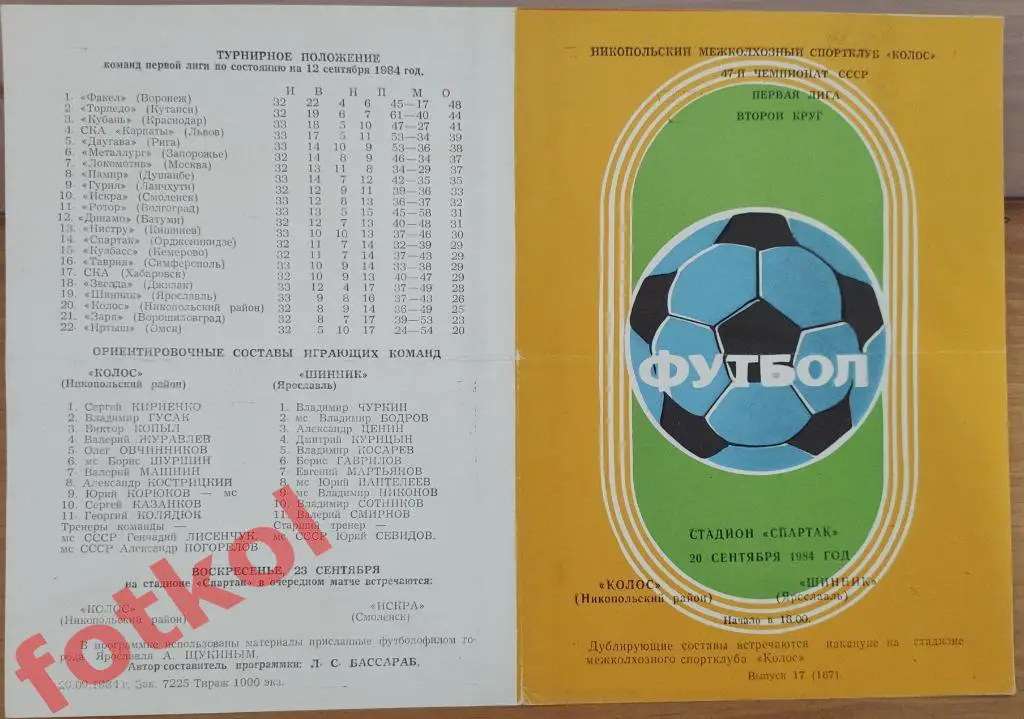 ТУРНИРНОЕ ПОЛОЖЕНИЕ
команд первой лиги по состоянию на 12 сентября 1984 год.
И В Н П М О
1. «Факел» (Воронеж) 32 22 4 6 45—17 48
2. «Торпедо» (Кутаиси) 32 19 6 7 61—40 44
3. «Кубань» (Краснодар) 33 18 5 10 47—27 41
4. СКА «Карпаты» (Львов) 33 17 5 11 53—34 39
5. «Даугава» (Рига) 33 14 10 9 53—36 38
6. «Металлург» (Запорожье) 32 14 8 9 46—34 37
7. «Локомотив» (Москва) 32 13 11 8 34—29 37
8. «Памир» (Душанбе) 33 14 7 12 42—35 35
9. «Гурия» (Ланчхути) 32 12 9 11 39—36 33
10. «Искра» (Смоленск) 33 12 8 13 36—37 32
11. «Ротор» (Волгоград) 33 13 5 15 45—58 31
12. «Динамо» (Батуми) 32 12 7 13 40—48 31
13. «Нистру» (Кишинев) 33 10 10 13 37—46 30
14. «Спартак» (Орджоникидзе) 32 11 7 14 32—39 29
15. «Кузбасс» (Кемерово) 32 11 7 14 37—43 29
16. «Таврия» (Симферополь) 33 10 9 14 33—38 29
17. СКА (Хабаровск) 32 10 9 13 40—47 29
18. «Звезда» (Джизак) 33 12 4 17 37—49 28
19. «Шинник» (Ярославль) 33 9 8 16 37—43 26
20. «Колос» (Никопольский район) 32 8 9 14 36—51 25
21. «Заря» (Ворошиловград) 32 8 7 17 39—53 23
22. «Иртыш» (Омск) 32 5 10 17 24—54 20
ОРИЕНТИРОВОЧНЫЕ СОСТАВЫ ИГРАЮЩИХ КОМАНД
«КОЛОС» «ШИННИК»
(Никопольский район) (Ярославль)
1. Сергей КИРИЕНКО 1. Владимир ЧУРКИН
2. Владимир ГУСАК 2 мс Владимир БОДРОВ
3. Виктор КОПЫЛ 3. Александр ЦЕНИН
4. Валерий ЖУРАВЛЕВ 4. Дмитрий КУРИЦЫН
5 Олег ОВЧИННИКОВ 5. Владимир КОСАРЕВ
6. мс Борис ШУРШИН 6. Борис ГАВРИЛОВ
7. Валерий МАШНИН 7. Евгений МАРТЬЯНОВ
8. Александр КОСТРИЦКИЙ 8 мс Юрий ПАНТЕЛЕЕВ
9. Юрий КОРЮКОВ — мс 9 мс Владимир НИКОНОВ
10. Сергей КАЗАНКОВ 10. Владимир СОТНИКОВ
11 Георгий КОЛЯДЮК 11. Валерий СМИРНОВ
Тренеры команды — Старший тренер —
мс СССР Геннадий ЛИСЕНЧУК, мс СССР Юрий СЕВИДОВ.
мс СССР Александр ПОГОРЕЛОВ
ВОСКРЕСЕНЬЕ, 23 СЕНТЯБРЯ
на стадионе «Спартак» в очередном матче встречаются:
«КОЛОС» «ИСКРА»
(Никопольский район) (Смоленск)
В программке использованы материалы присланные футболофилом го-
рода Ярославля А. ЩУКИНЫМ.
Автор-составитель программки: Л. С. БАССАРАБ.
20.09.1984 г. Зак. 7225 Тираж 1000 экз.
fotkol
НИКОПОЛЬСКИЙ МЕЖКОЛХОЗНЫЙ СПОРТКЛУБ «КОЛОС»
47-Й ЧЕМПИОНАТ СССР
ПЕРВАЯ ЛИГА
ВТОРОЙ КРУГ
ФУТБОЛ
СТАДИОН «СПАРТАК»
20 СЕНТЯБРЯ 1984 ГОД
«КОЛОС» «ШИННИК»
(Никопольский район) (Ярославль)
Начало в 18.00.
Дублирующие составы встречаются накануне на стадионе
межколхозного спортклуба «Колос»
Выпуск 17 (167)